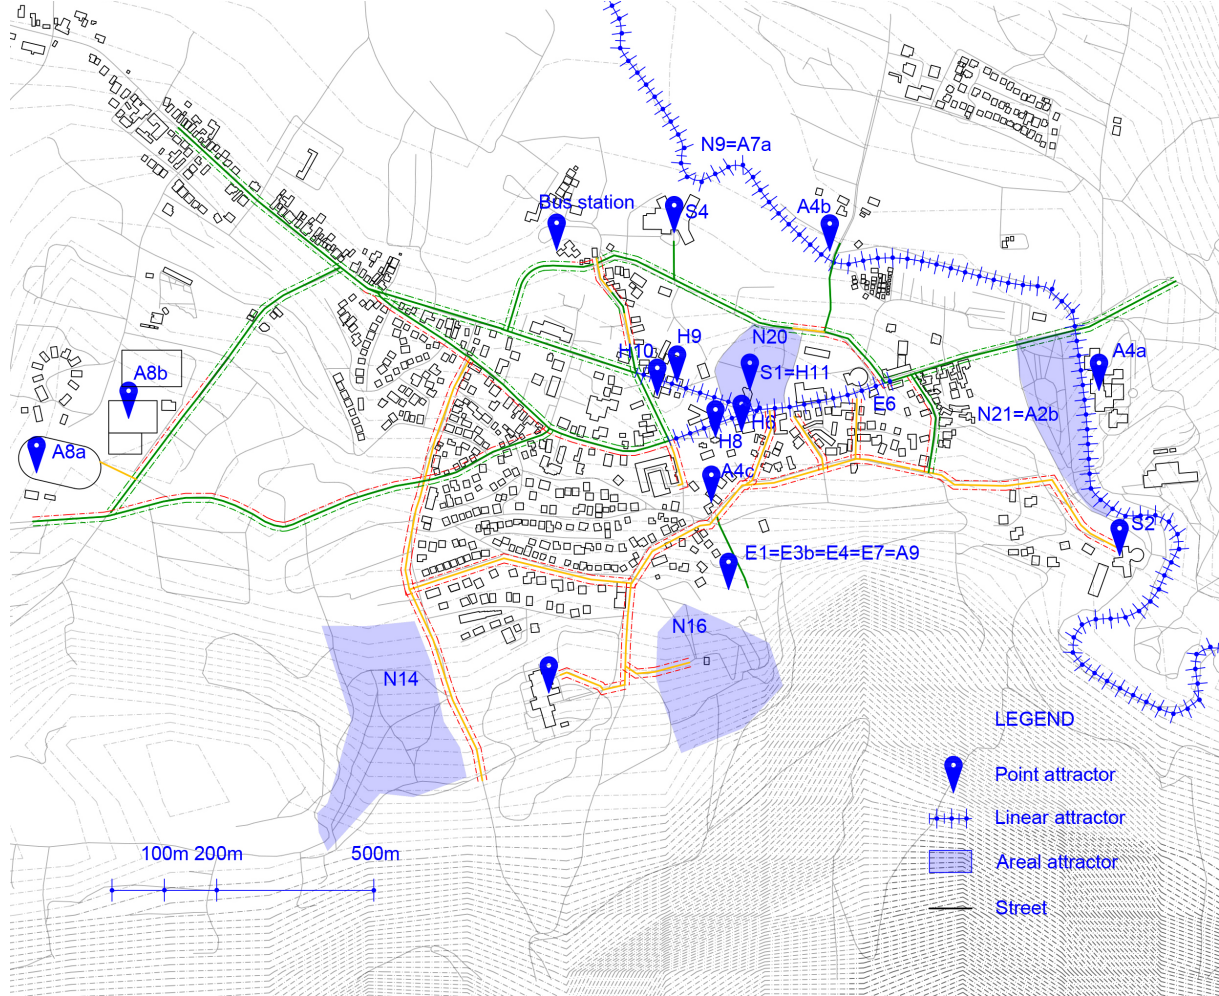 N9=A7a
Bus station
S4
A4b
H9
N20
H10
A4a
A8b
S1=H11
E6
N21=A2b
H6
H8
A8a
A4c
S2
E1=E3b=E4=E7=A9
N16
N14
LEGEND
Point attractor
Linear attractor
100m 200m 500m
Areal attractor
Street